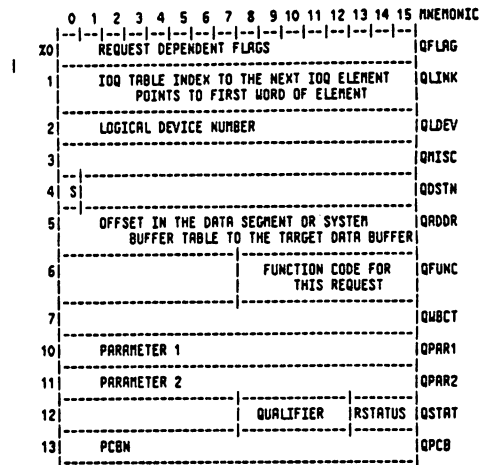 0 1 2 3 4 5 6 7 8 9 10 11 12 13 14 15 MNEMONIC
%0 REQUEST DEPENDENT FLAGS QFLAG
1 IOQ TABLE INDEX TO THE NEXT IOQ ELEMENT QLINK
POINTS TO FIRST WORD OF ELEMENT
2 LOGICAL DEVICE NUMBER QLDEV
3 QMISC
4 S QDSTN
5 OFFSET IN THE DATA SEGMENT OR SYSTEM QADDR
BUFFER TABLE TO THE TARGET DATA BUFFER
6 FUNCTION CODE FOR QFUNC
THIS REQUEST
7 QWBCT
10 PARAMETER 1 QPAR1
11 PARAMETER 2 QPAR2
12 QUALIFIER RSTATUS QSTAT
13 PCBN QPCB